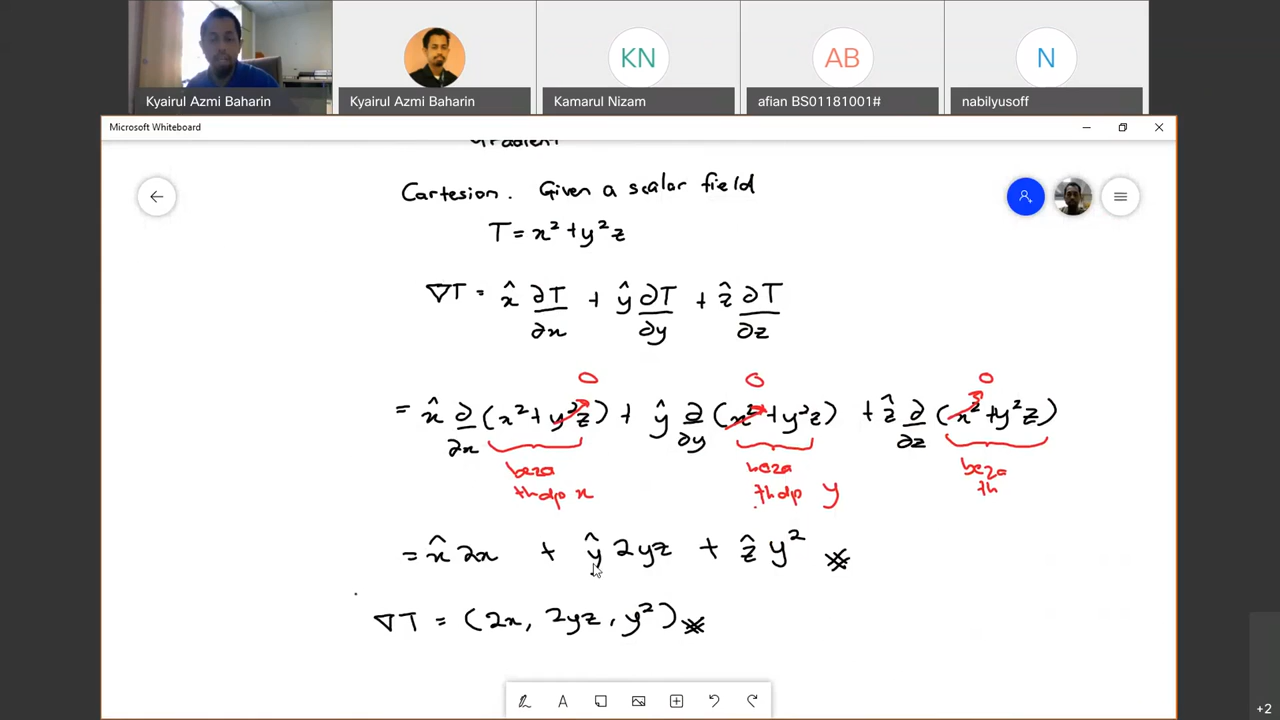 KN
AB
N
Kyairul Azmi Baharin
Kyairul Azmi Baharin
Kamarul Nizam
afian BS01181001#
nabilyusoff
Microsoft Whiteboard
Gradient
Cartesion. Given a scalar field
T = x² + y²z
∇T = x̂ ∂T/∂x + ŷ ∂T/∂y + ẑ ∂T/∂z
0 0 0
= x̂ ∂/∂x (x² + y²z) + ŷ ∂/∂y (x² + y²z) + ẑ ∂/∂z (x² + y²z)
beza beza beza
thdp x thdp y th
= x̂ 2x + ŷ 2yz + ẑ y²
∇T = (2x, 2yz, y²)
A
+2